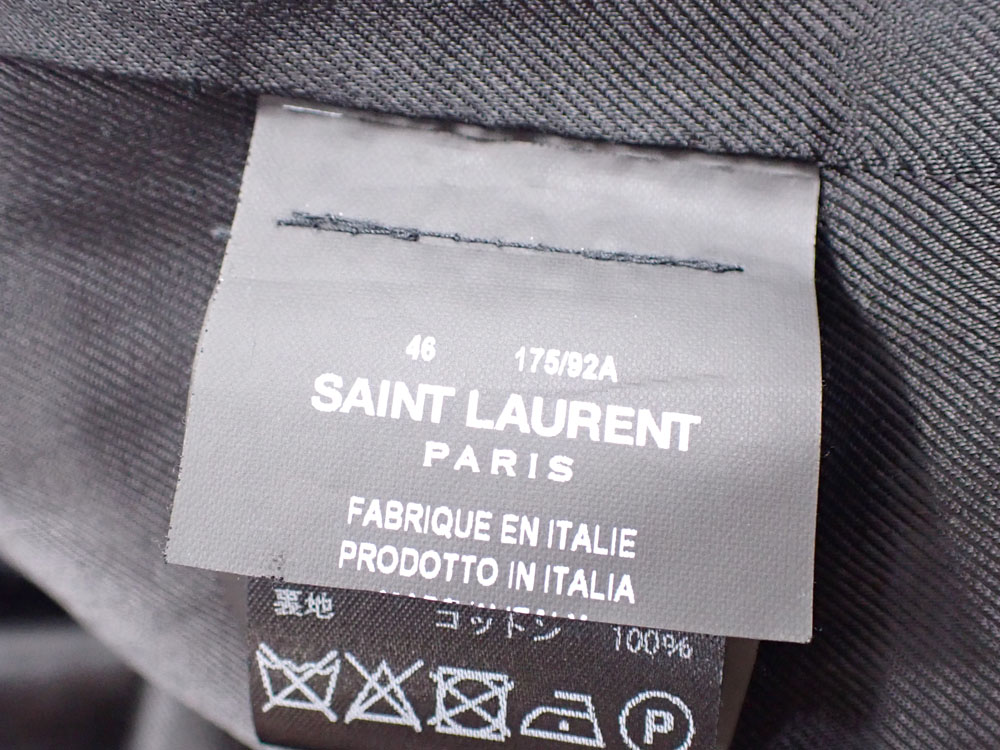 46 175/92A
SAINT LAURENT
PARIS
FABRIQUE EN ITALIE
PRODOTTO IN ITALIA
裏地 コットン 100%
P